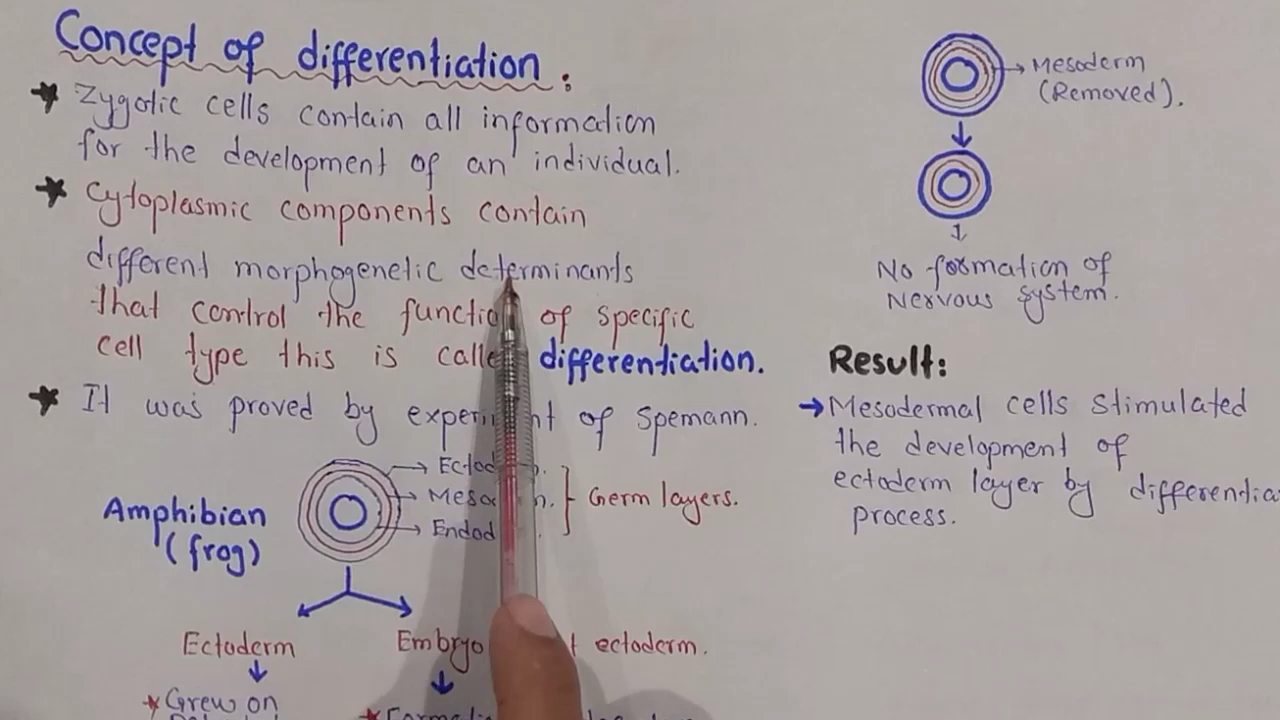 Concept of differentiation :
Zygotic cells contain all information
for the development of an individual.
Cytoplasmic components contain
different morphogenetic determinants
that control the of specific
cell type this is differentiation.
It was proved by of Spemann.
Germ layers.
Amphibian
(frog)
Ectoderm
Embryo ectoderm.
Grew on
Mesoderm
(Removed).
No formation of
Nervous system.
Result:
Mesodermal cells stimulated
the development of
ectoderm layer by differentia
process.